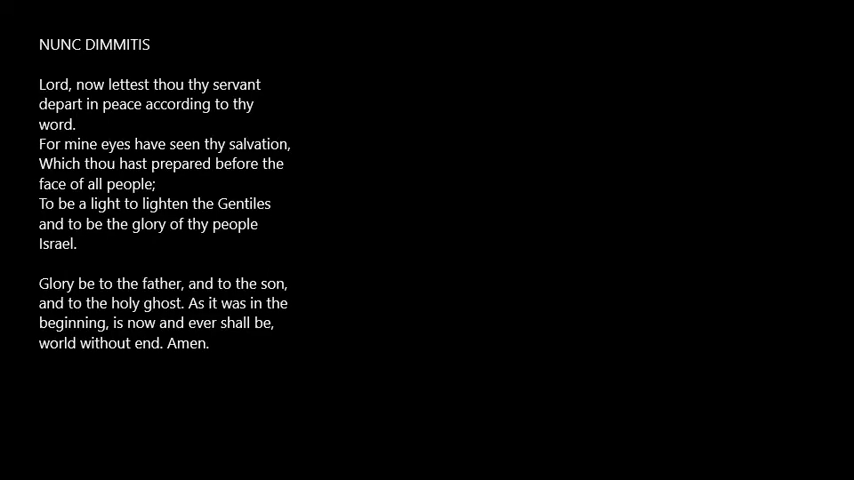 NUNC DIMMITIS
Lord, now lettest thou thy servant
depart in peace according to thy
word.
For mine eyes have seen thy salvation,
Which thou hast prepared before the
face of all people;
To be a light to lighten the Gentiles
and to be the glory of thy people
Israel.
Glory be to the father, and to the son,
and to the holy ghost. As it was in the
beginning, is now and ever shall be,
world without end. Amen.